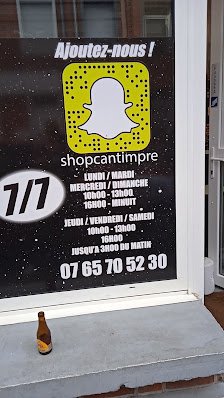 Ajoutez-nous !
shopcantimpre
7/7
LUNDI / MARDI
MERCREDI / DIMANCHE
10h00 - 13h00
16H00 - MINUIT
JEUDI / VENDREDI / SAMEDI
10h00 - 13h00
16H00
JUSQU'A 3H00 DU MATIN
07 65 70 52 30